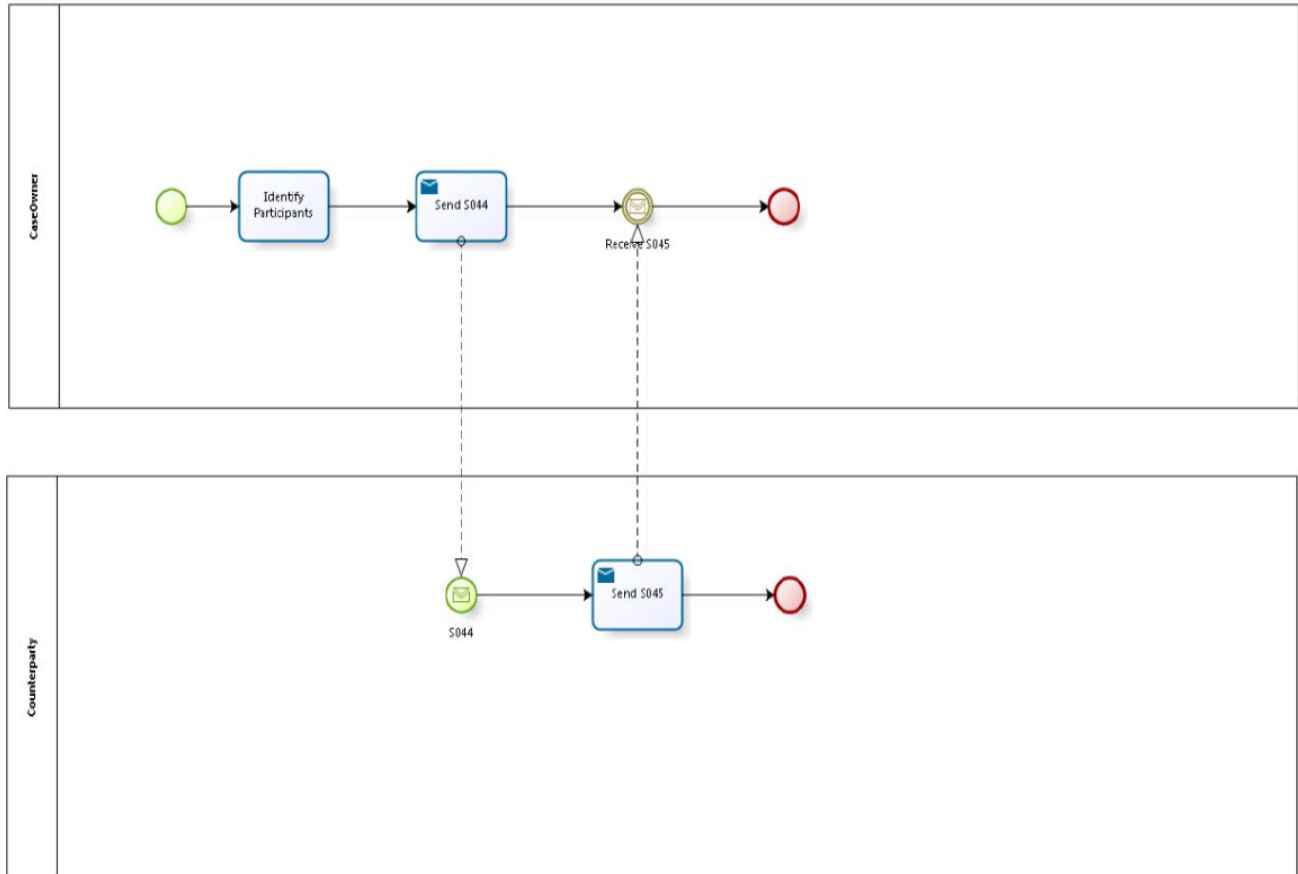 CaseOwner
Identify
Participants
Send S044
Receive S045
Counterparty
S044
Send S045